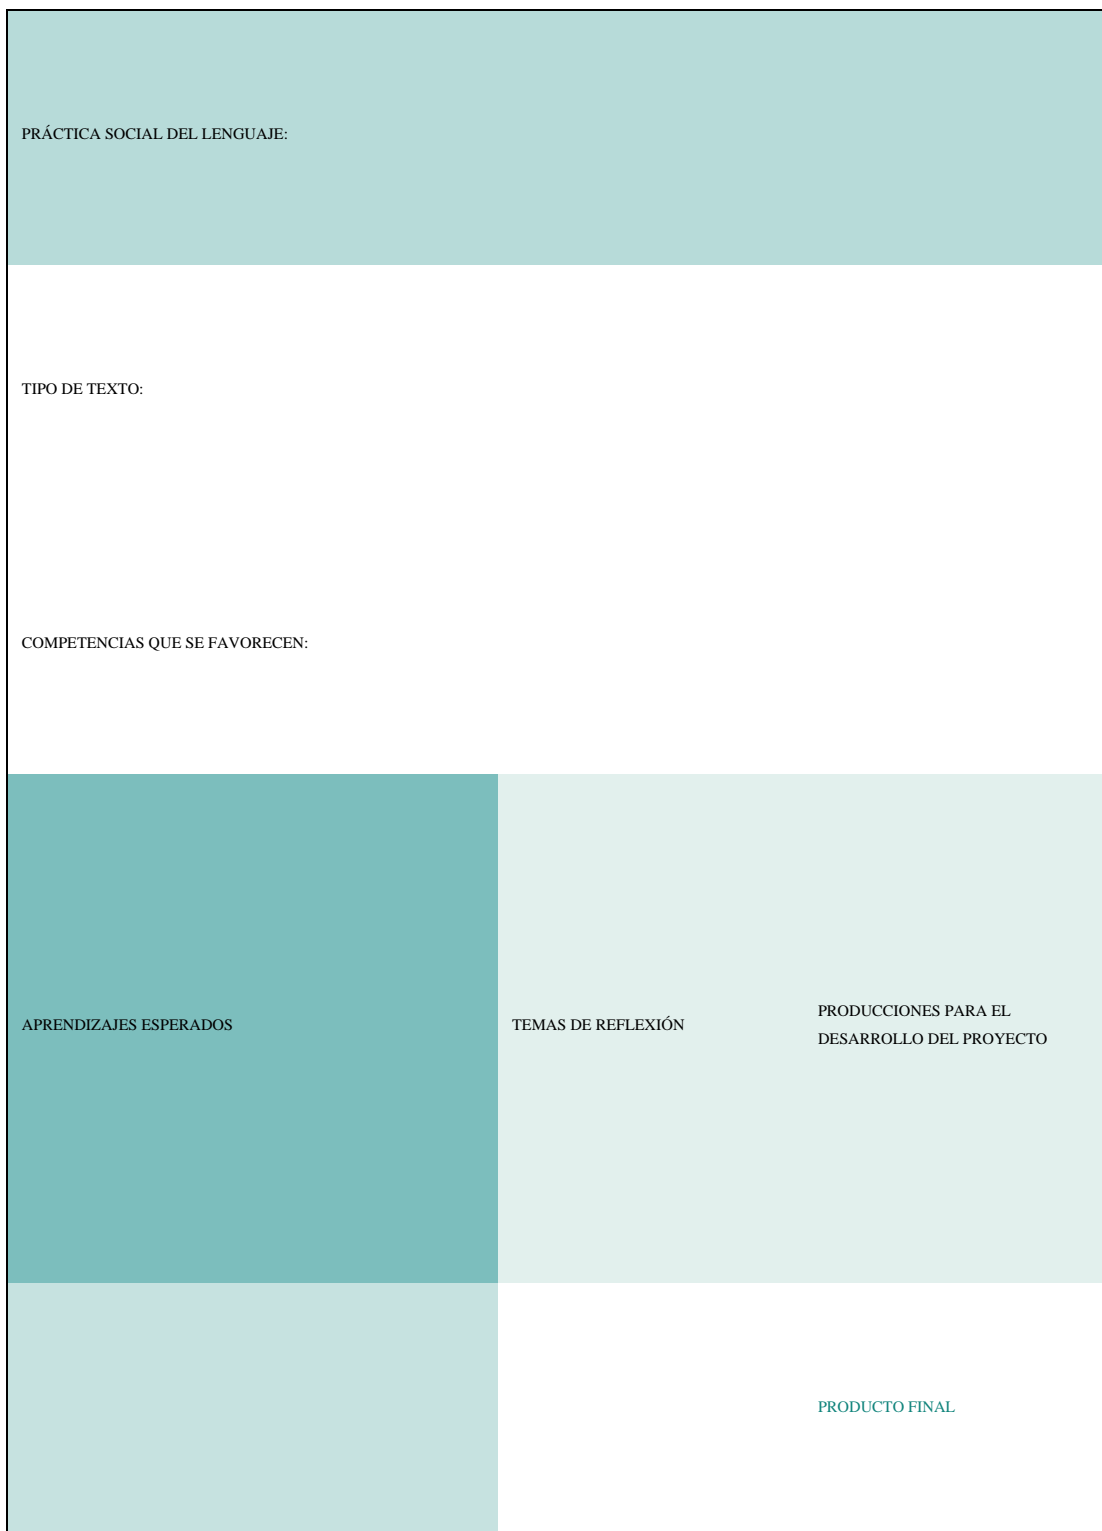 PRÁCTICA SOCIAL DEL LENGUAJE:
TIPO DE TEXTO:
COMPETENCIAS QUE SE FAVORECEN:
APRENDIZAJES ESPERADOS
TEMAS DE REFLEXIÓN
PRODUCCIONES PARA EL
DESARROLLO DEL PROYECTO
PRODUCTO FINAL